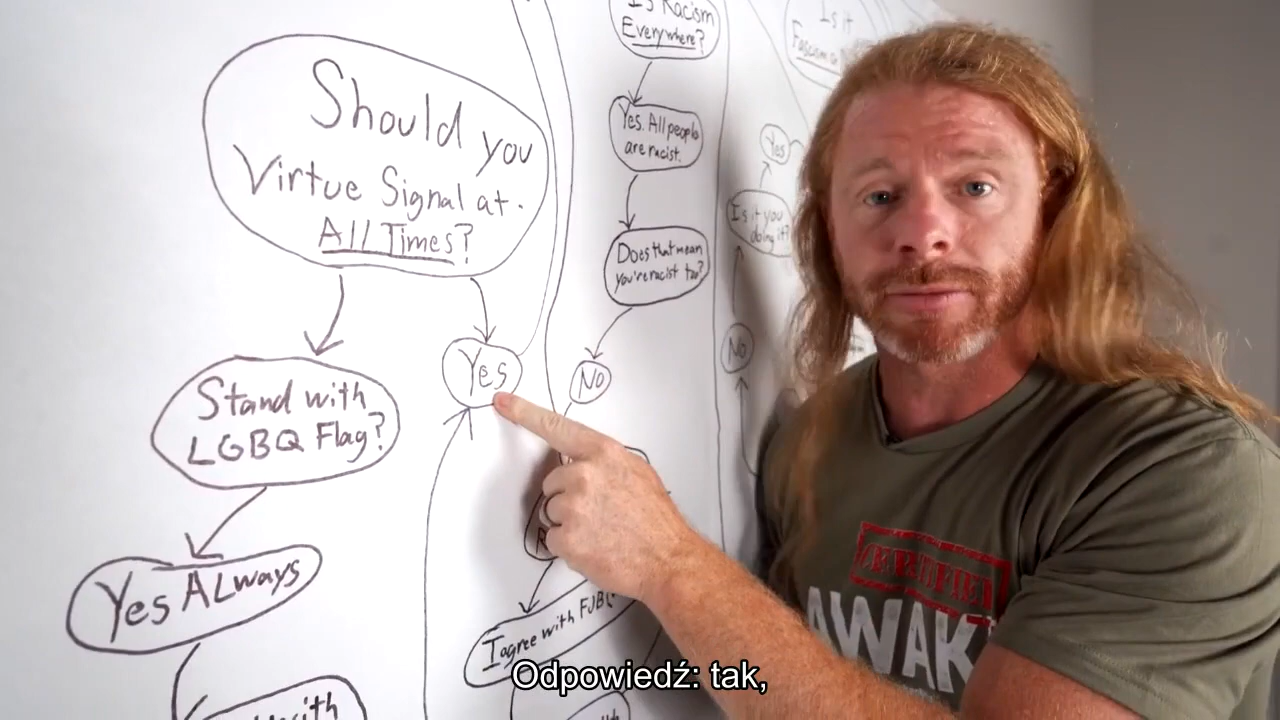 Should you
Virtue Signal at
All Times?
Stand with
LGBQ Flag?
Yes ALways
Yes
Is Racism
Everywhere?
Yes. All people
are racist.
Does that mean
you're racist too?
No
I agree with FJB
Is it
Yes
Is it you
doing it?
No
AWAK
Odpowiedź: tak,